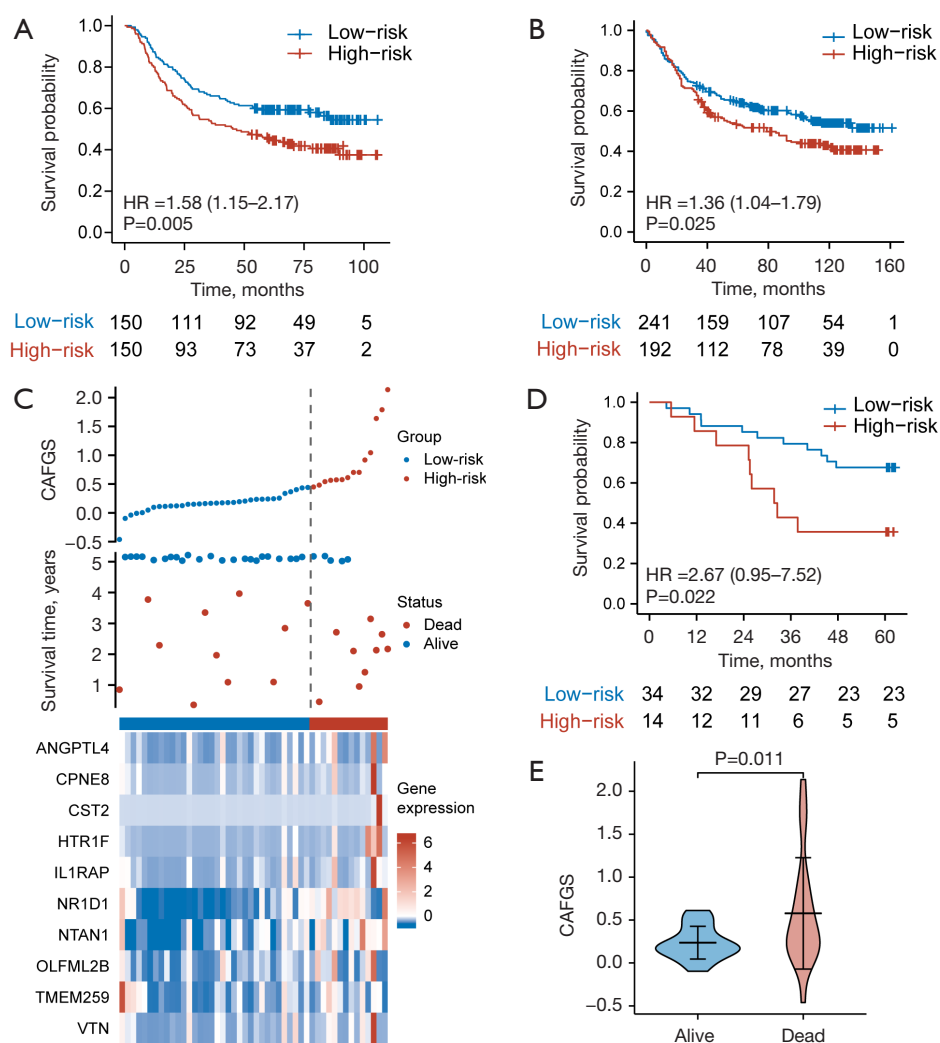 A
1.0
0.8
0.6
0.4
0.2
0.0
Survival probability
Low−risk
High−risk
HR =1.58 (1.15–2.17)
P=0.005
0 25 50 75 100
Time, months
Low−risk 150 111 92 49 5
High−risk 150 93 73 37 2
B
1.0
0.8
0.6
0.4
0.2
0.0
Survival probability
Low−risk
High−risk
HR =1.36 (1.04–1.79)
P=0.025
0 40 80 120 160
Time, months
Low−risk 241 159 107 54 1
High−risk 192 112 78 39 0
C
2.0
1.5
1.0
0.5
0.0
−0.5
CAFGS
Group
Low−risk
High−risk
5
4
3
2
1
Survival time, years
Status
Dead
Alive
ANGPTL4
CPNE8
CST2
HTR1F
IL1RAP
NR1D1
NTAN1
OLFML2B
TMEM259
VTN
Gene
expression
6
4
2
0
D
1.0
0.8
0.6
0.4
0.2
0.0
Survival probability
Low−risk
High−risk
HR =2.67 (0.95–7.52)
P=0.022
0 12 24 36 48 60
Time, months
Low−risk 34 32 29 27 23 23
High−risk 14 12 11 6 5 5
E
P=0.011
2.0
1.5
1.0
0.5
0.0
−0.5
CAFGS
Alive Dead